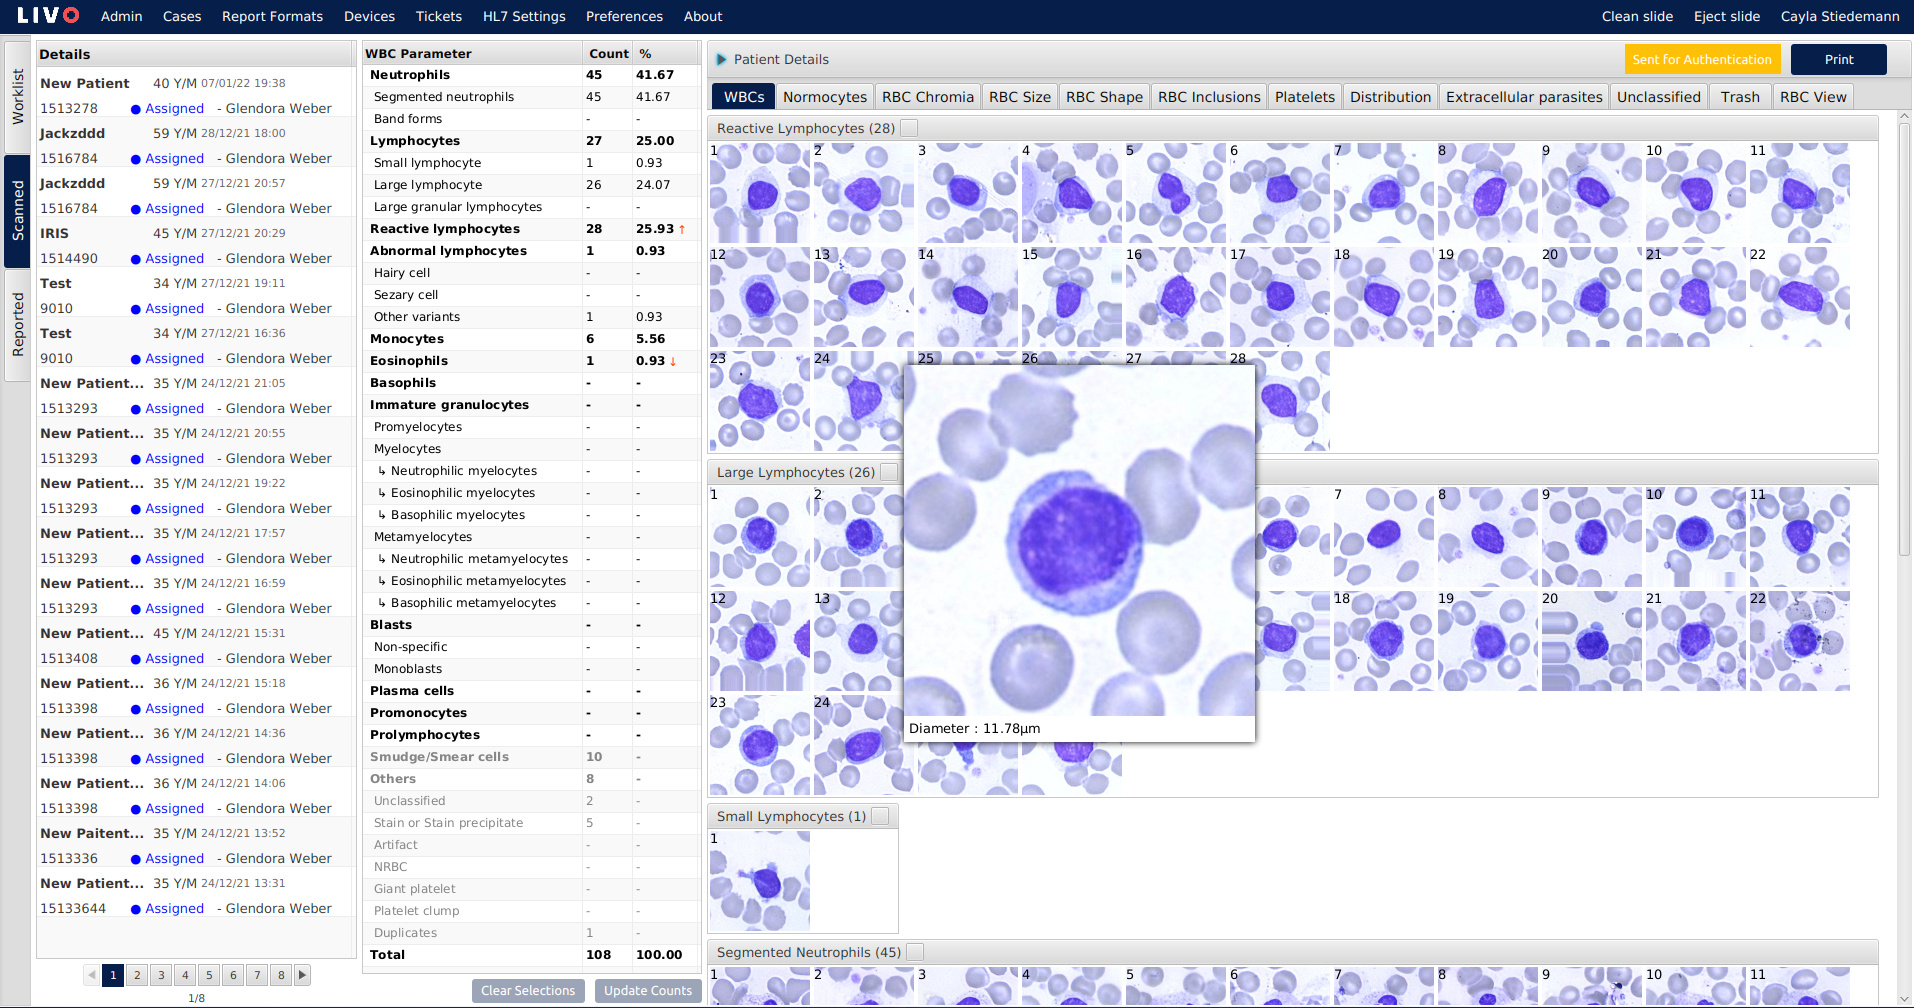 LIVO Admin Cases Report Formats Devices Tickets HL7 Settings Preferences About Clean slide Eject slide Cayla Stiedemann
Worklist
Scanned
Reported
Details
New Patient 40 Y/M 07/01/22 19:38
1513278 ● Assigned - Glendora Weber
Jackzddd 59 Y/M 28/12/21 18:00
1516784 ● Assigned - Glendora Weber
Jackzddd 59 Y/M 27/12/21 20:57
1516784 ● Assigned - Glendora Weber
IRIS 45 Y/M 27/12/21 20:29
1514490 ● Assigned - Glendora Weber
Test 34 Y/M 27/12/21 19:11
9010 ● Assigned - Glendora Weber
Test 34 Y/M 27/12/21 16:36
9010 ● Assigned - Glendora Weber
New Patient... 35 Y/M 24/12/21 21:05
1513293 ● Assigned - Glendora Weber
New Patient... 35 Y/M 24/12/21 20:55
1513293 ● Assigned - Glendora Weber
New Patient... 35 Y/M 24/12/21 19:22
1513293 ● Assigned - Glendora Weber
New Patient... 35 Y/M 24/12/21 17:57
1513293 ● Assigned - Glendora Weber
New Patient... 35 Y/M 24/12/21 16:59
1513293 ● Assigned - Glendora Weber
New Patient... 45 Y/M 24/12/21 15:31
1513408 ● Assigned - Glendora Weber
New Patient... 36 Y/M 24/12/21 15:18
1513398 ● Assigned - Glendora Weber
New Patient... 36 Y/M 24/12/21 14:36
1513398 ● Assigned - Glendora Weber
New Patient... 36 Y/M 24/12/21 14:06
1513398 ● Assigned - Glendora Weber
New Paitent... 35 Y/M 24/12/21 13:52
1513336 ● Assigned - Glendora Weber
New Patient... 35 Y/M 24/12/21 13:31
15133644 ● Assigned - Glendora Weber
1 2 3 4 5 6 7 8
1/8
WBC Parameter Count %
Neutrophils 45 41.67
Segmented neutrophils 45 41.67
Band forms - -
Lymphocytes 27 25.00
Small lymphocyte 1 0.93
Large lymphocyte 26 24.07
Large granular lymphocytes - -
Reactive lymphocytes 28 25.93 ↑
Abnormal lymphocytes 1 0.93
Hairy cell - -
Sezary cell - -
Other variants 1 0.93
Monocytes 6 5.56
Eosinophils 1 0.93 ↓
Basophils - -
Immature granulocytes - -
Promyelocytes - -
Myelocytes - -
↳ Neutrophilic myelocytes - -
↳ Eosinophilic myelocytes - -
↳ Basophilic myelocytes - -
Metamyelocytes - -
↳ Neutrophilic metamyelocytes - -
↳ Eosinophilic metamyelocytes - -
↳ Basophilic metamyelocytes - -
Blasts - -
Non-specific - -
Monoblasts - -
Plasma cells - -
Promonocytes - -
Prolymphocytes - -
Smudge/Smear cells 10 -
Others 8 -
Unclassified 2 -
Stain or Stain precipitate 5 -
Artifact - -
NRBC - -
Giant platelet - -
Platelet clump - -
Duplicates 1 -
Total 108 100.00
Clear Selections Update Counts
Patient Details Sent for Authentication Print
WBCs Normocytes RBC Chromia RBC Size RBC Shape RBC Inclusions Platelets Distribution Extracellular parasites Unclassified Trash RBC View
Reactive Lymphocytes (28)
1 2 3 4 5 6 7 8 9 10 11
12 13 14 15 16 17 18 19 20 21 22
23 24 25 26 27 28
Large Lymphocytes (26)
1 2 7 8 9 10 11
12 13 18 19 20 21 22
23 24
Diameter : 11.78μm
Small Lymphocytes (1)
1
Segmented Neutrophils (45)
1 2 3 4 5 6 7 8 9 10 11